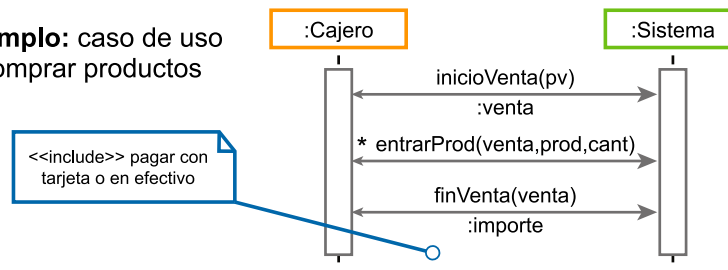 mplo: caso de uso
omprar productos
:Cajero
:Sistema
inicioVenta(pv)
:venta
* entrarProd(venta,prod,cant)
<<include>> pagar con
tarjeta o en efectivo
finVenta(venta)
:importe